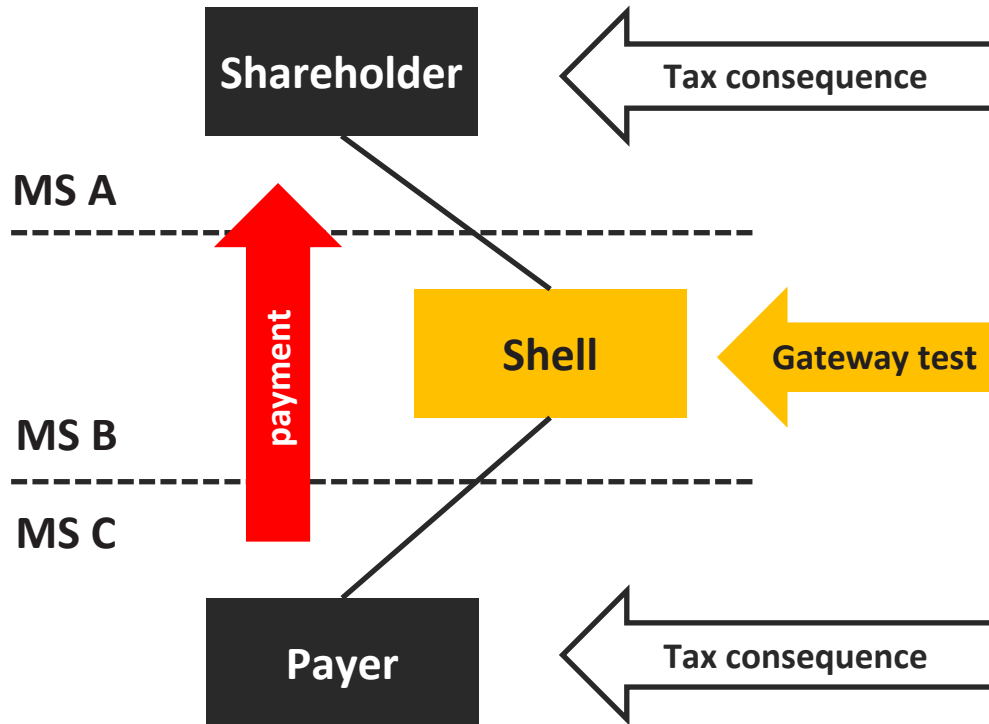 Shareholder
Tax consequence
MS A
payment
Shell
Gateway test
MS B
MS C
Payer
Tax consequence